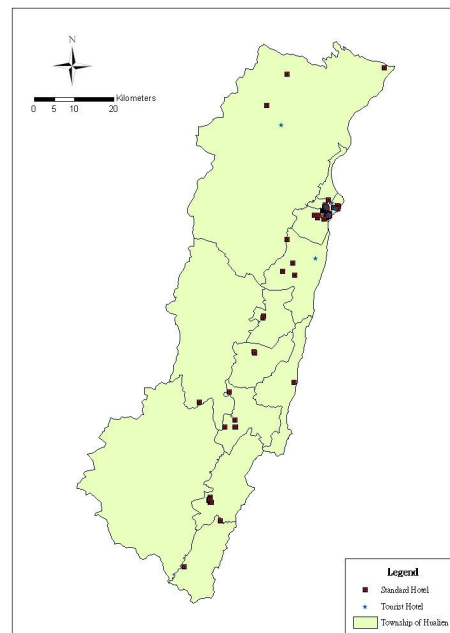 N
Kilometers
0 5 10 20
Legend
Standard Hotel
Tourist Hotel
Township of Hualien